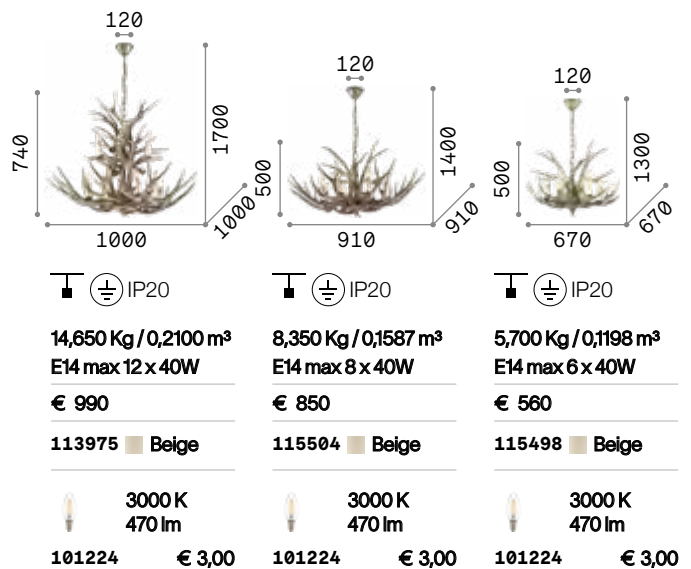 120
740
1700
1000
1000
120
500
1400
910
910
120
500
1300
670
670
IP20
14,650 Kg / 0,2100 m³
E14 max 12 x 40W
€ 990
113975 Beige
3000 K
470 lm
101224 € 3,00
IP20
8,350 Kg / 0,1587 m³
E14 max 8 x 40W
€ 850
115504 Beige
3000 K
470 lm
101224 € 3,00
IP20
5,700 Kg / 0,1198 m³
E14 max 6 x 40W
€ 560
115498 Beige
3000 K
470 lm
101224 € 3,00